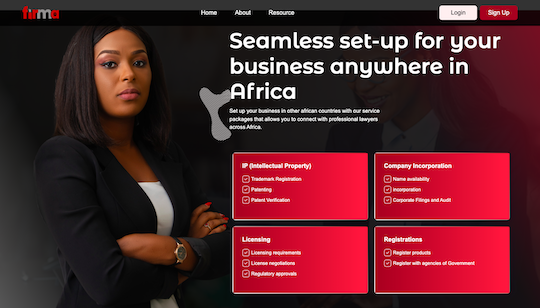 firma
Home About Resource Login Sign Up
Seamless set-up for your
business anywhere in
Africa
Set up your business in other african countries with our service
packages that allows you to connect with professional lawyers
across Africa.
IP (Intellectual Property)
Trademark Registration
Patenting
Patent Verification
Company Incorporation
Name availability
incorporation
Corporate Filings and Audit
Licensing
Licensing requirements
License negotiations
Regulatory approvals
Registrations
Register products
Register with agencies of Government